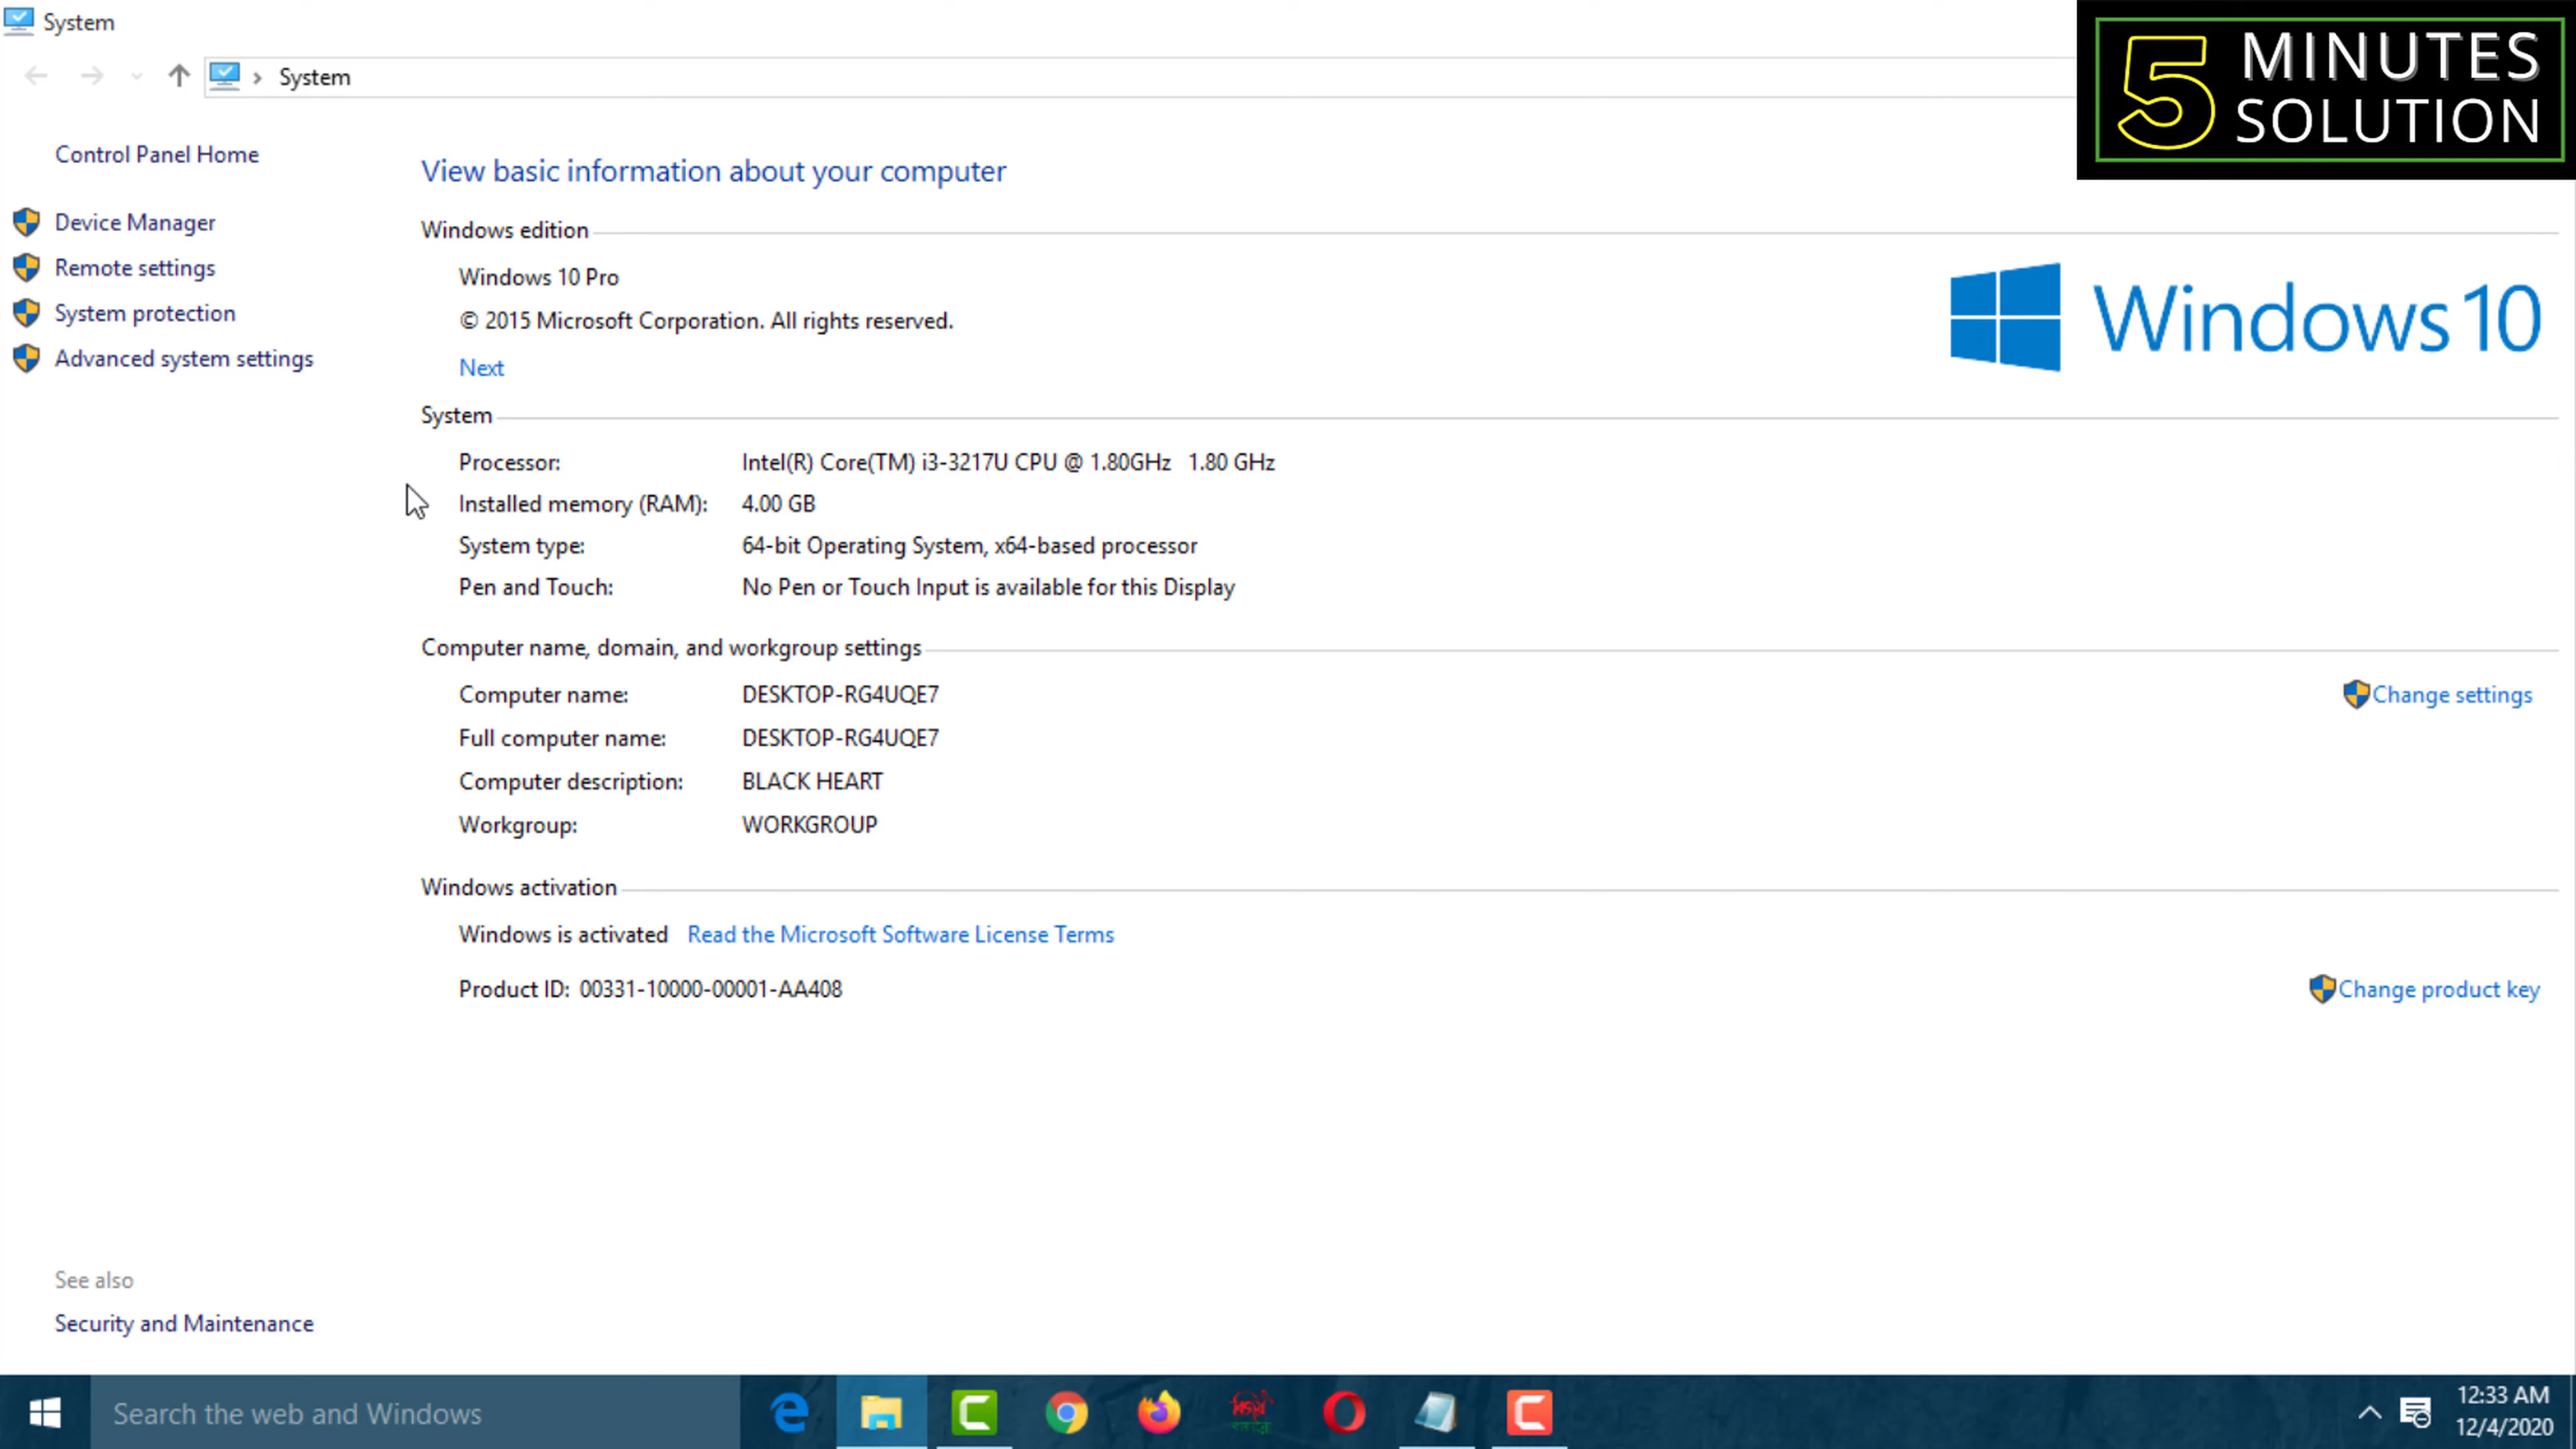 System
5 MINUTES
SOLUTION
System
Control Panel Home
Device Manager
Remote settings
System protection
Advanced system settings
View basic information about your computer
Windows edition
Windows 10 Pro
© 2015 Microsoft Corporation. All rights reserved.
Next
Windows 10
System
Processor: Intel(R) Core(TM) i3-3217U CPU @ 1.80GHz 1.80 GHz
Installed memory (RAM): 4.00 GB
System type: 64-bit Operating System, x64-based processor
Pen and Touch: No Pen or Touch Input is available for this Display
Computer name, domain, and workgroup settings
Computer name: DESKTOP-RG4UQE7 Change settings
Full computer name: DESKTOP-RG4UQE7
Computer description: BLACK HEART
Workgroup: WORKGROUP
Windows activation
Windows is activated Read the Microsoft Software License Terms
Product ID: 00331-10000-00001-AA408 Change product key
See also
Security and Maintenance
Search the web and Windows
12:33 AM
12/4/2020